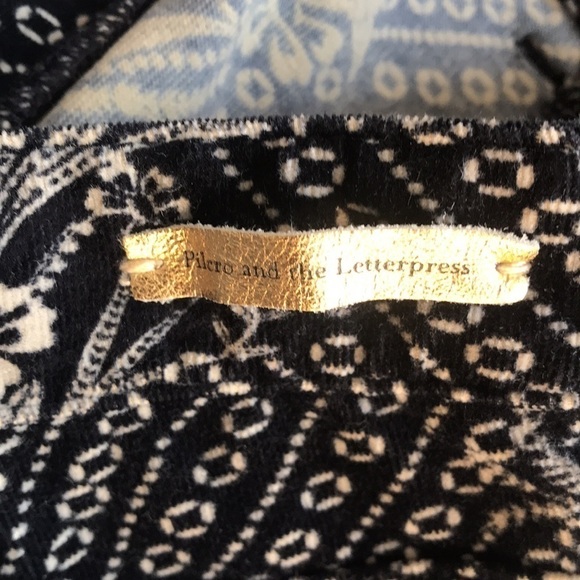 Pilcro and the Letterpress